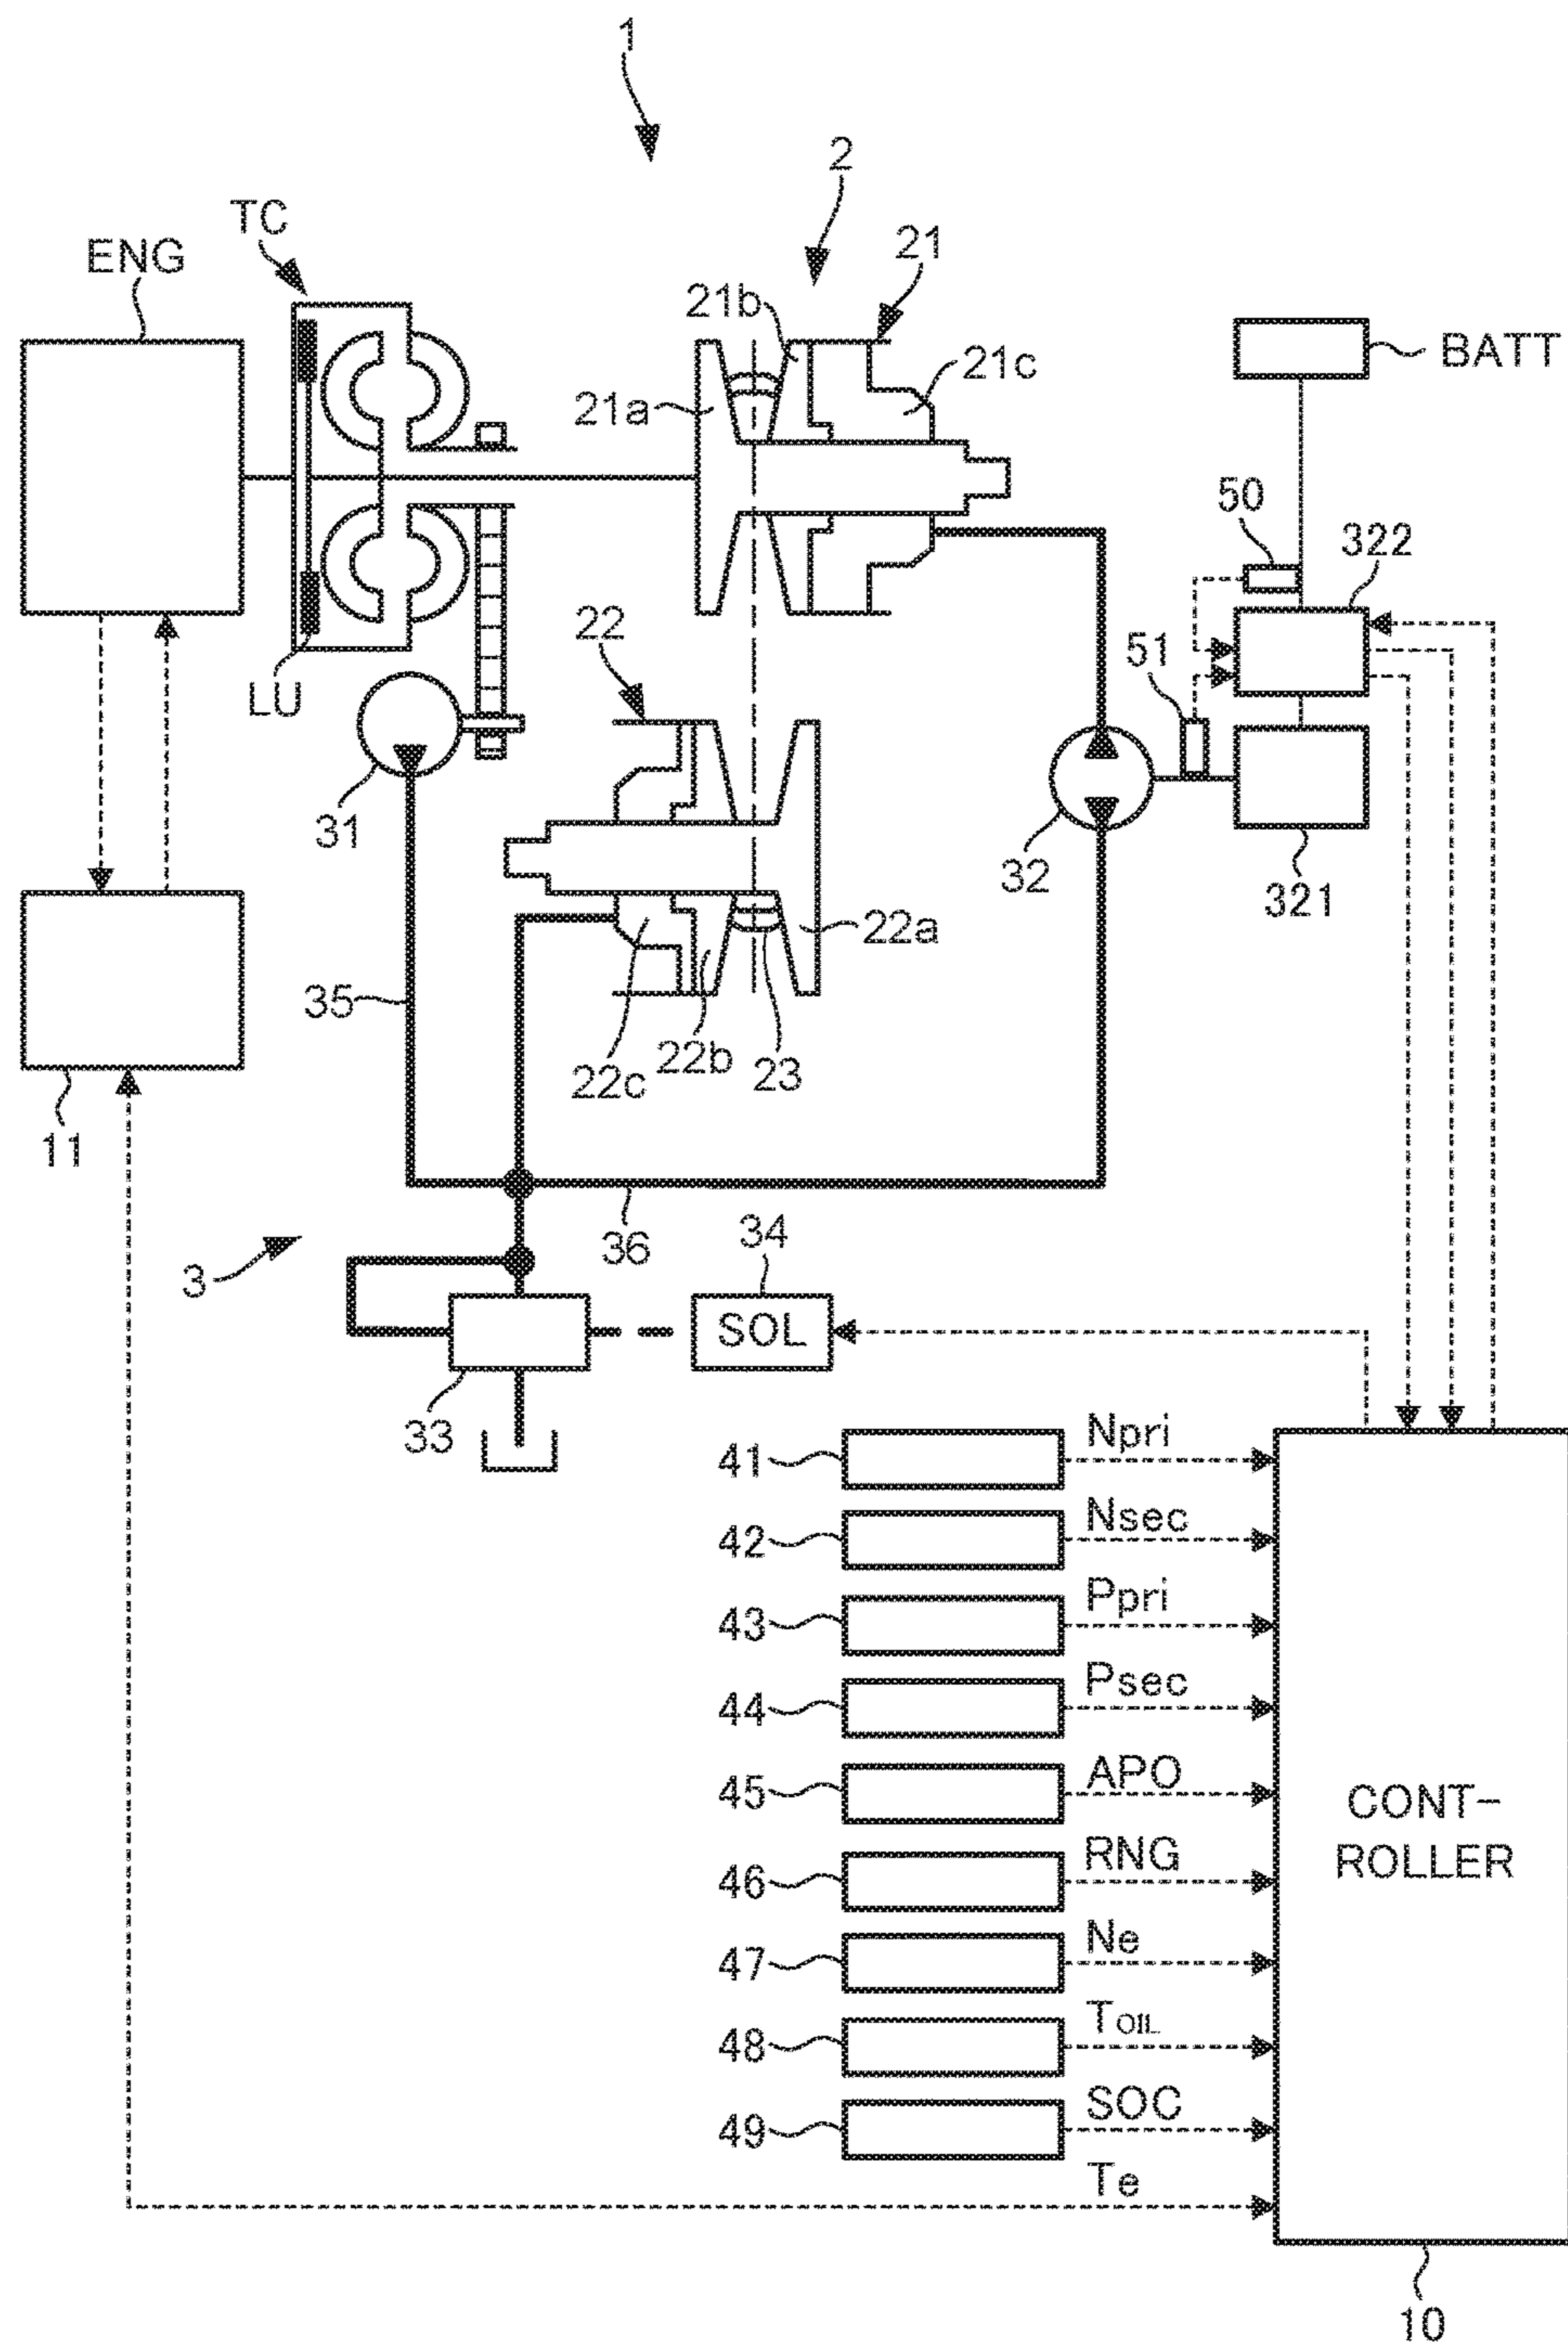 1
2
TC
21
ENG
21b
21c
BATT
21a
50
322
22
51
LU
31
32
321
22a
35
22b
23
22c
11
34
36
3
SOL
33
Npri
41
Nsec
42
Ppri
43
Psec
44
APO
45
CONT-
RNG
ROLLER
46
Ne
47
TOIL
48
SOC
49
Te
10